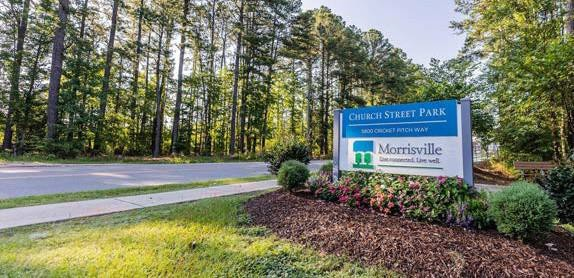 CHURCH STREET PARK
5800 CRICKET PITCH WAY
Morrisville
Live connected. Live well.